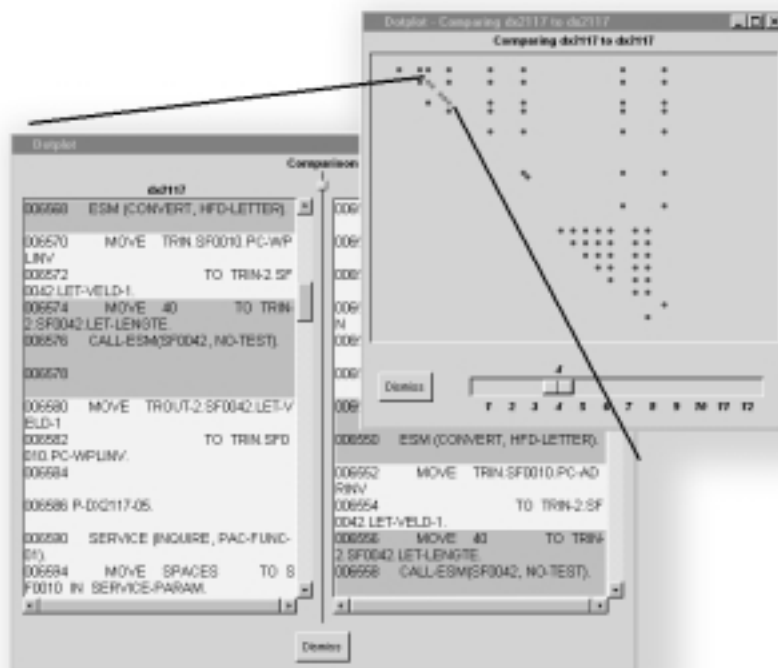 Dotplot - Comparing dx2117 to dx2117
Comparing dx2117 to dx2117
Dismiss
4
1 2 3 4 5 6 7 8 9 10 11 12
Dotplot
Comparison
dx2117
006568 ESM (CONVERT, HFD-LETTER).
006570 MOVE TRIN.SF0010.PC-WP
LINV
006572 TO TRIN-2.SF
0042.LET-VELD-1.
006574 MOVE 40 TO TRIN-
2.SF0042.LET-LENGTE.
006576 CALL-ESM(SF0042, NO-TEST).
006578
006580 MOVE TROUT-2.SF0042.LET-V
ELD-1
006582 TO TRIN.SF0
010.PC-WPLINV.
006584
006586 P-DX2117-05.
006590 SERVICE (INQUIRE, PAC-FUNC-
01).
006594 MOVE SPACES TO S
F0010 IN SERVICE-PARAM.
N
006550 ESM (CONVERT, HFD-LETTER).
006552 MOVE TRIN.SF0010.PC-AD
RINV
006554 TO TRIN-2.SF
0042.LET-VELD-1.
006556 MOVE 40 TO TRIN-
2.SF0042.LET-LENGTE.
006558 CALL-ESM(SF0042, NO-TEST).
Dismiss